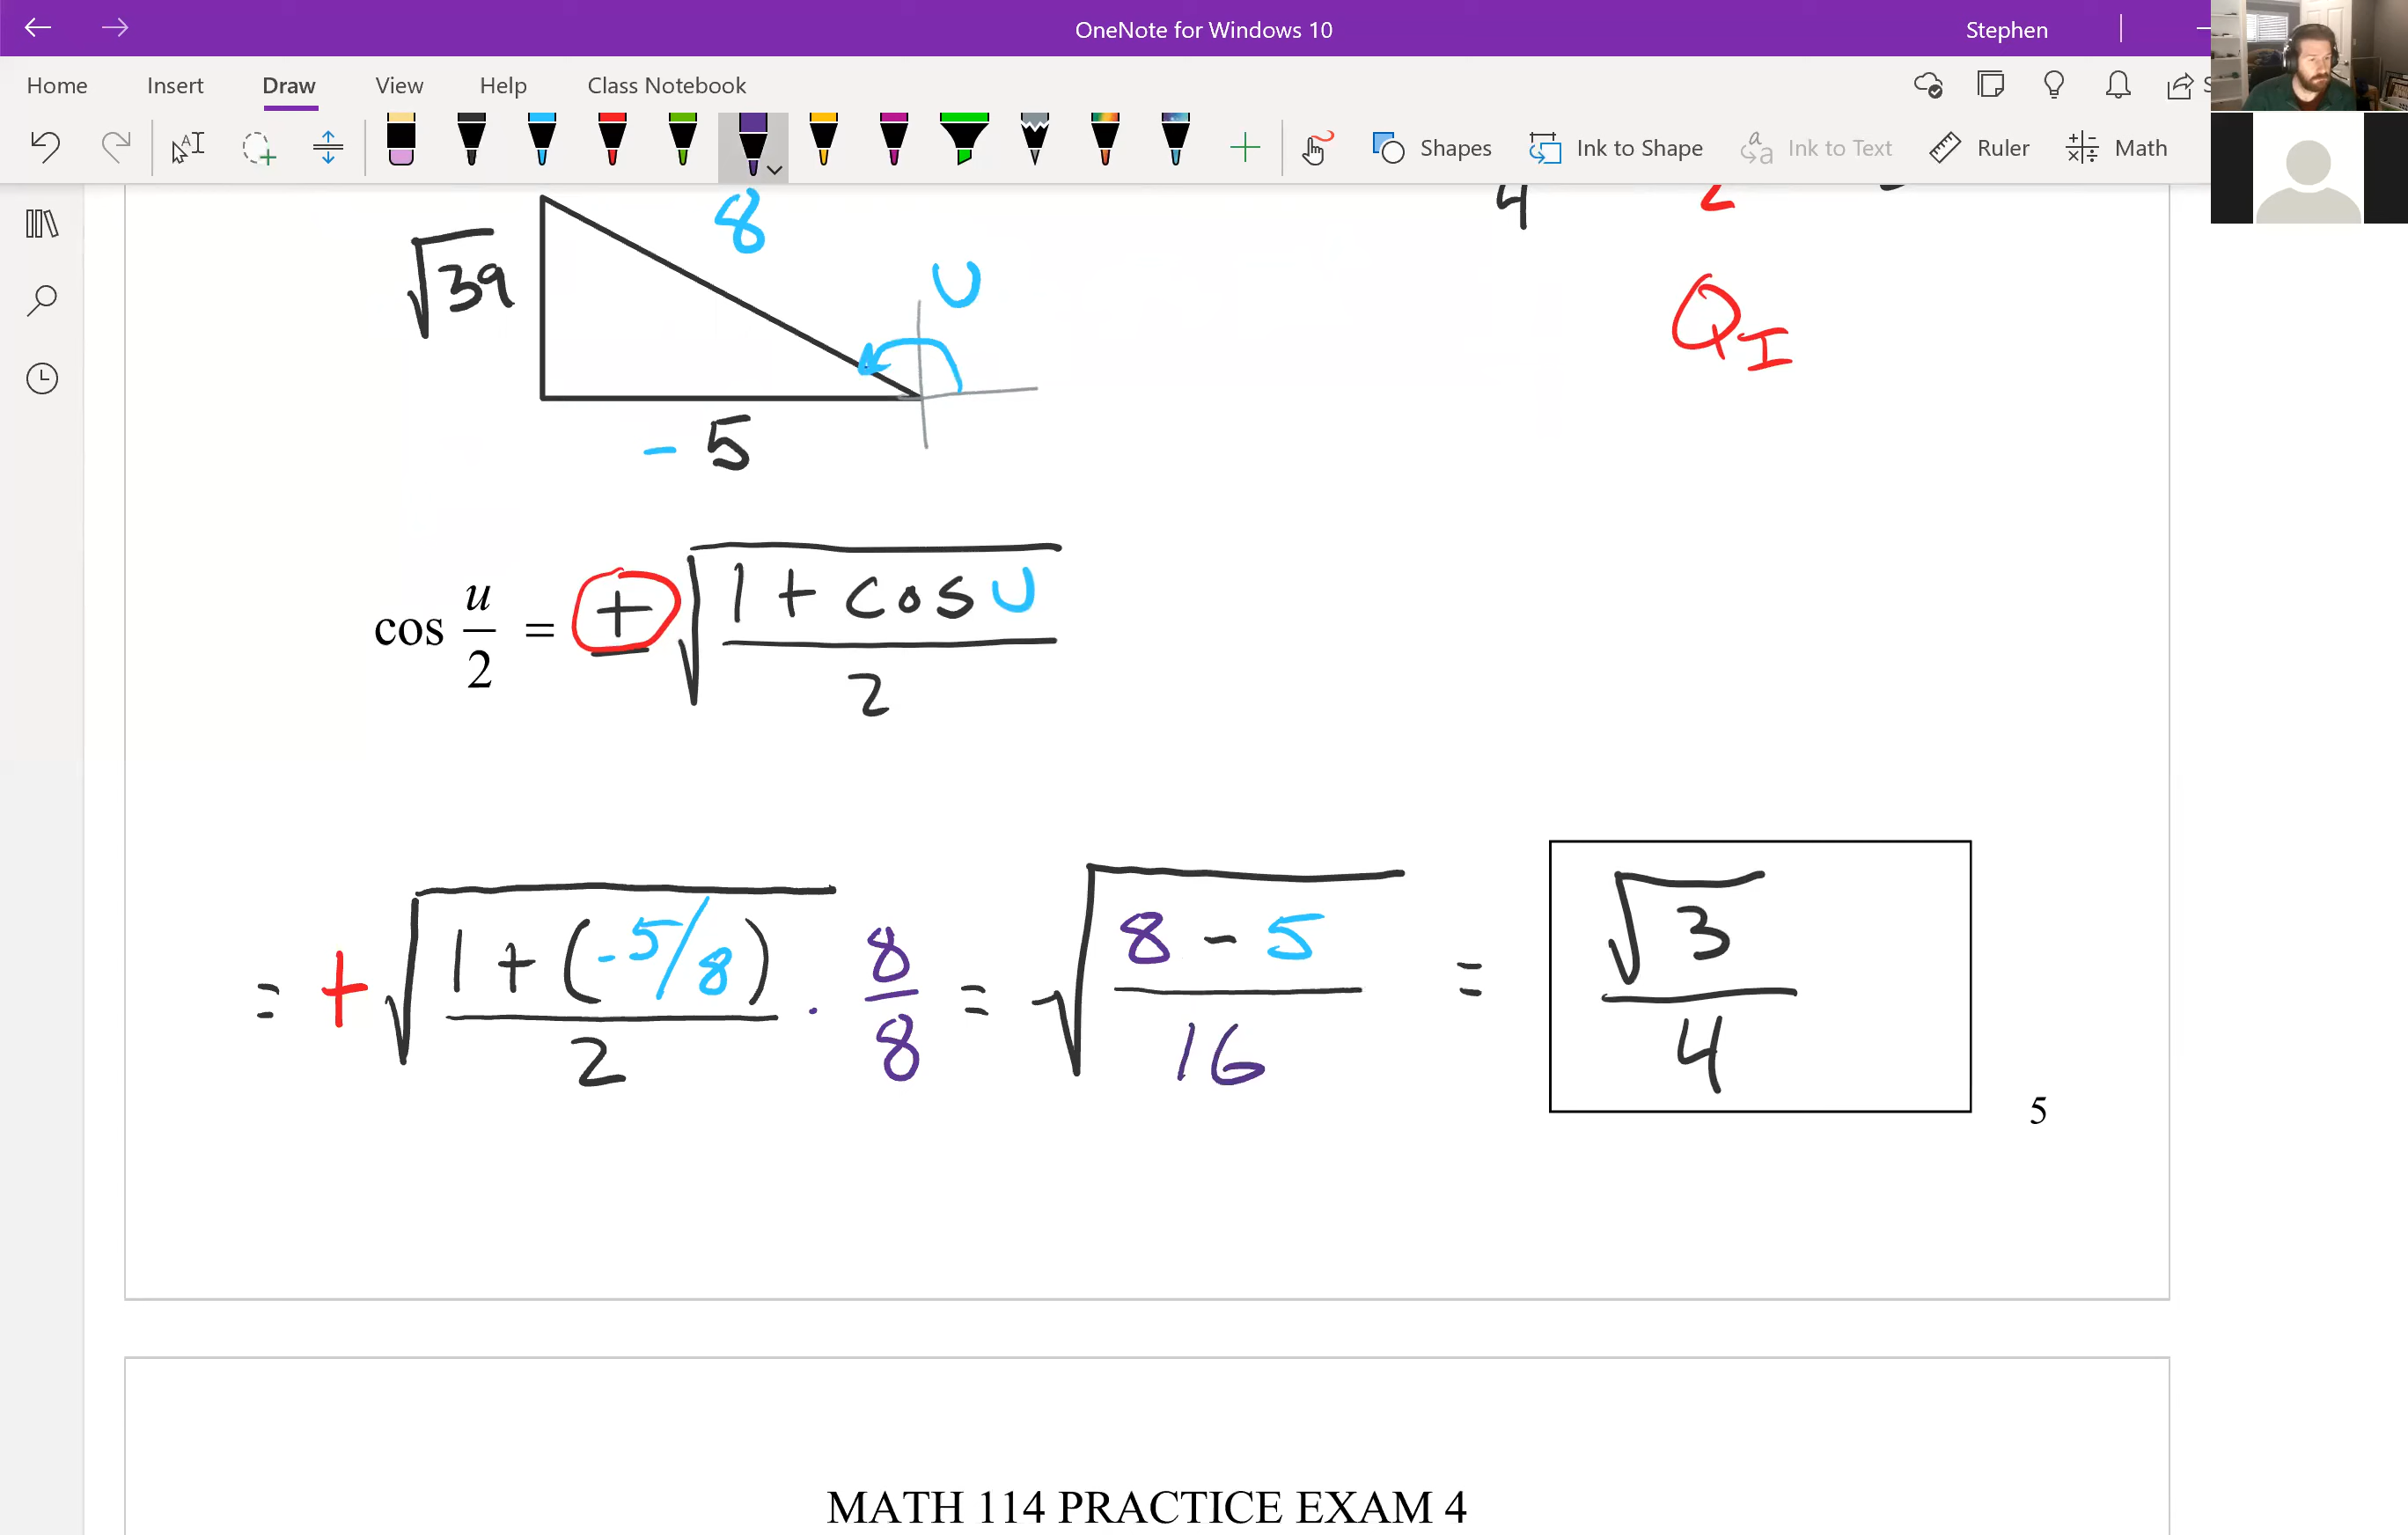 OneNote for Windows 10
Stephen
Home Insert Draw View Help Class Notebook
Shapes Ink to Shape Ink to Text Ruler Math
8
4 2
√39
U
Q I
- 5
cos u/2 = ± √((1 + cos U)/2)
= + √((1 + (-5/8))/2 · 8/8) = √((8 - 5)/16) = √3/4
5
MATH 114 PRACTICE EXAM 4